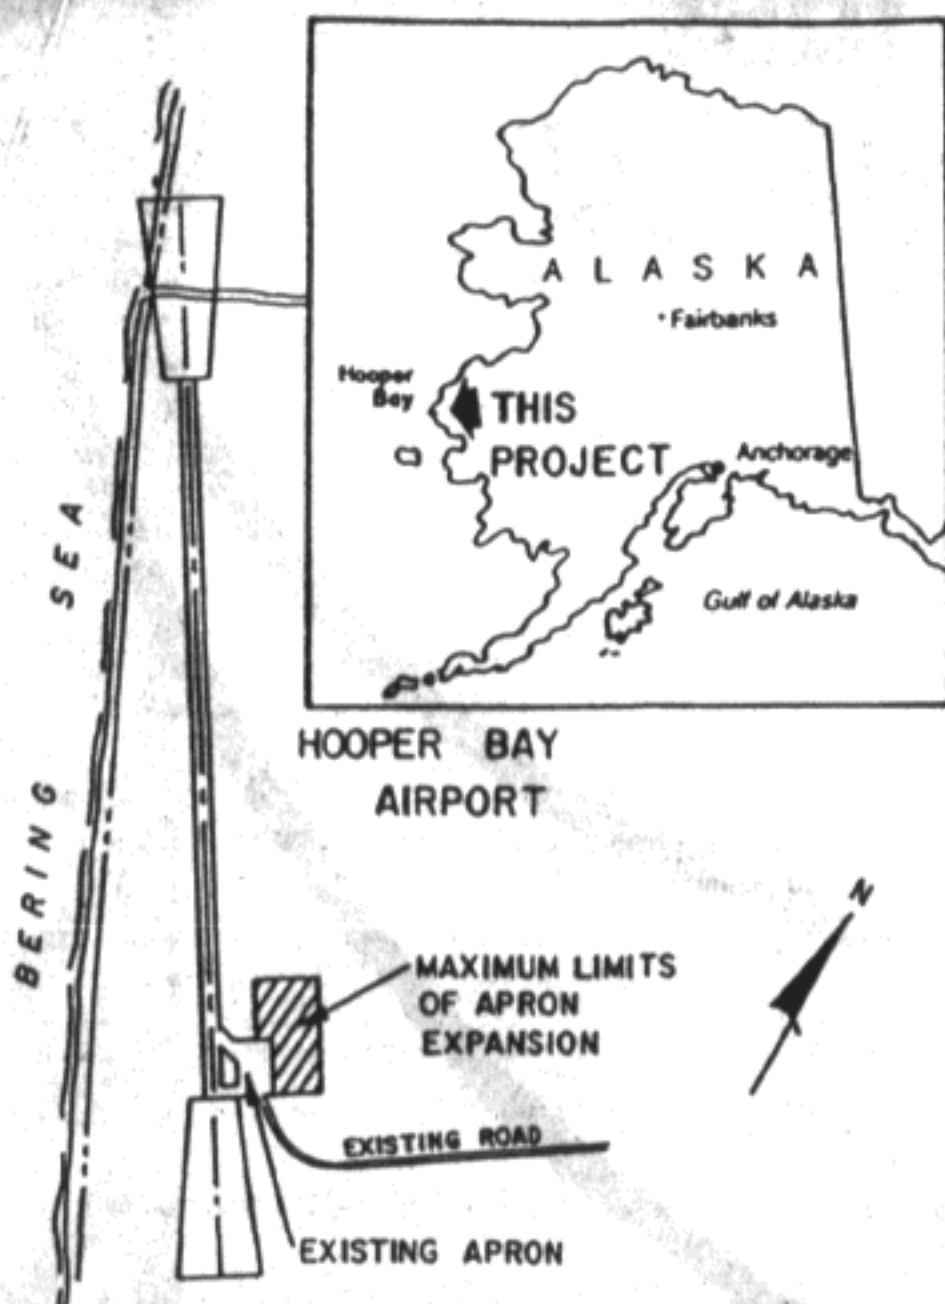 A L A S K A
Fairbanks
Hooper
Bay
THIS
PROJECT
Anchorage
Gulf of Alaska
HOOPER BAY
AIRPORT
BERING SEA
N
MAXIMUM LIMITS
OF APRON
EXPANSION
EXISTING ROAD
EXISTING APRON